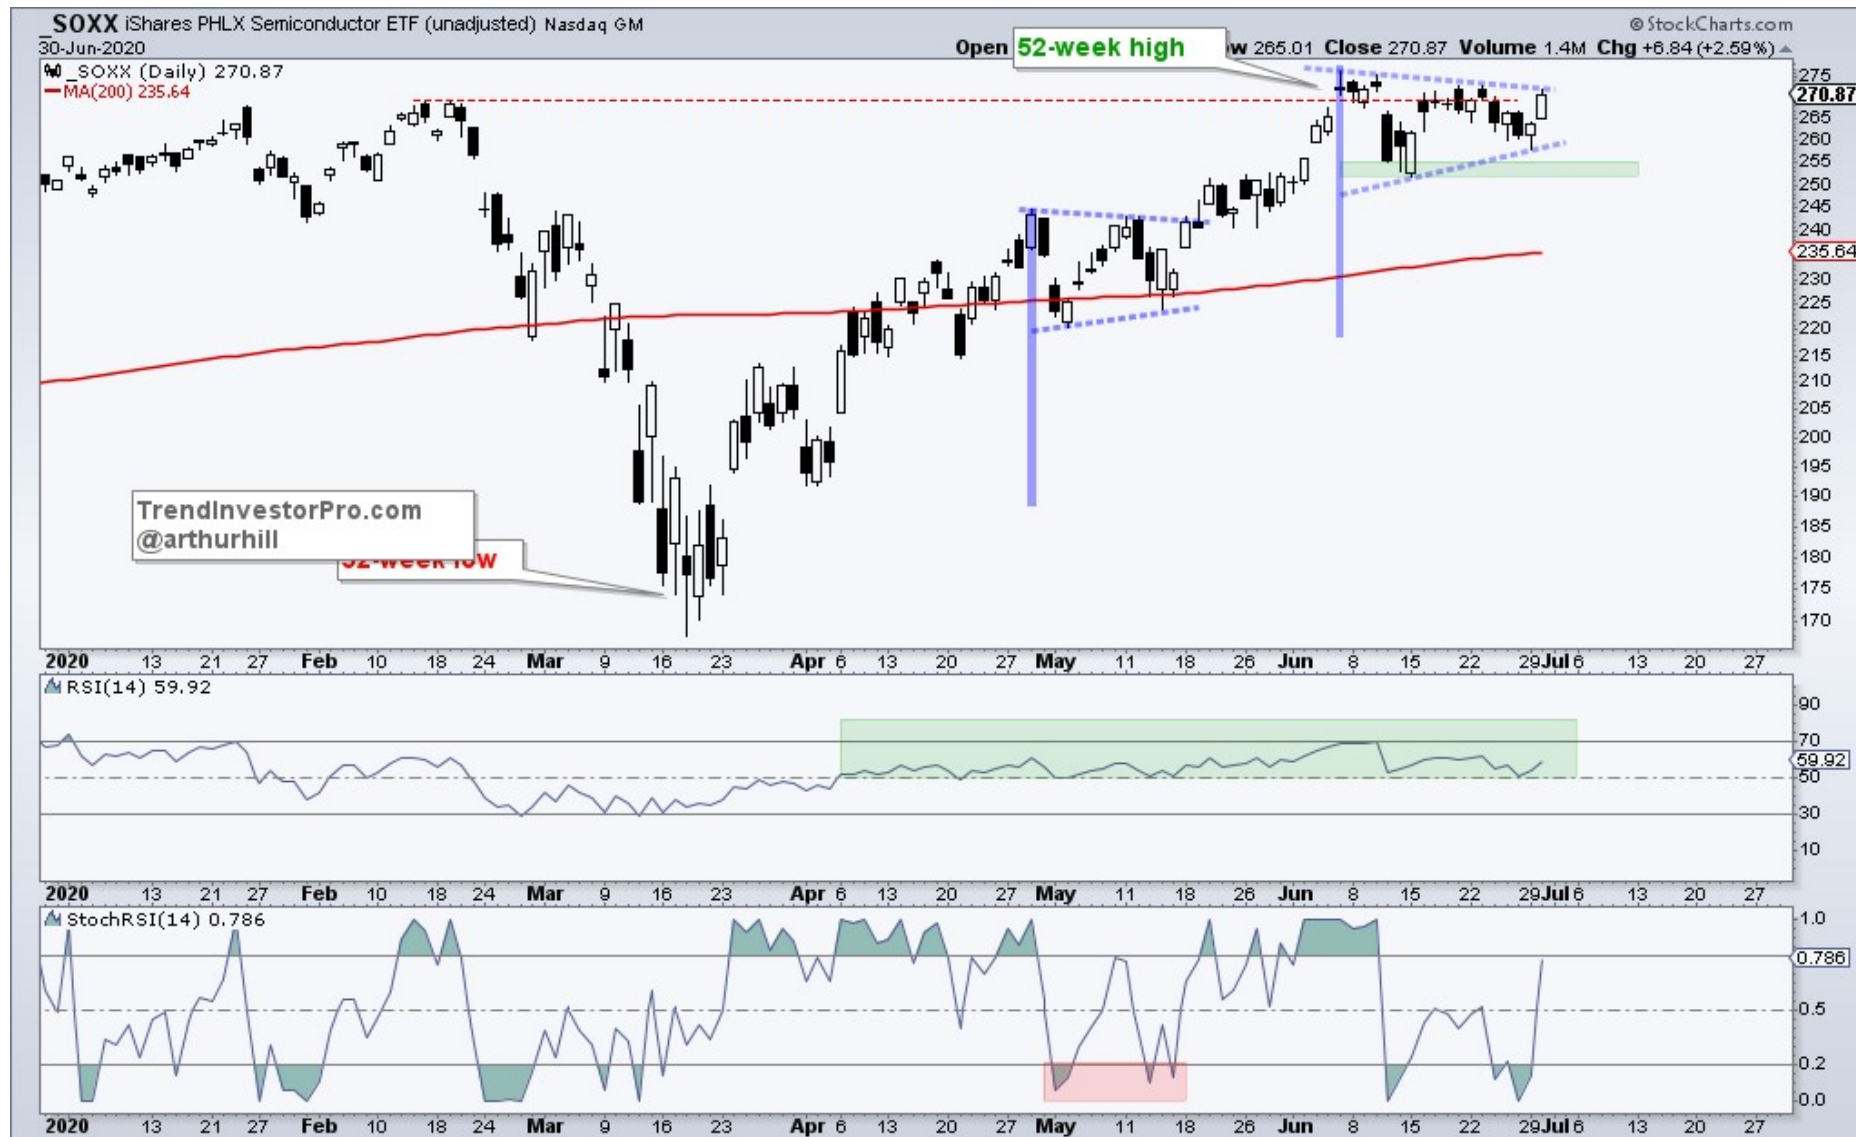 _SOXX iShares PHLX Semiconductor ETF (unadjusted) Nasdaq GM
© StockCharts.com
30-Jun-2020
Open
52-week high
w 265.01 Close 270.87 Volume 1.4M Chg +6.84 (+2.59%)
_SOXX (Daily) 270.87
MA(200) 235.64
275
270.87
265
260
255
250
245
240
235.64
230
225
220
215
210
205
200
195
190
185
180
175
170
TrendInvestorPro.com
@arthurhill
52-week low
2020 13 21 27 Feb 10 18 24 Mar 9 16 23 Apr 6 13 20 27 May 11 18 26 Jun 8 15 22 29 Jul 6 13 20 27
RSI(14) 59.92
90
70
59.92
50
30
10
2020 13 21 27 Feb 10 18 24 Mar 9 16 23 Apr 6 13 20 27 May 11 18 26 Jun 8 15 22 29 Jul 6 13 20 27
StochRSI(14) 0.786
1.0
0.786
0.5
0.2
0.0
2020 13 21 27 Feb 10 18 24 Mar 9 16 23 Apr 6 13 20 27 May 11 18 26 Jun 8 15 22 29 Jul 6 13 20 27